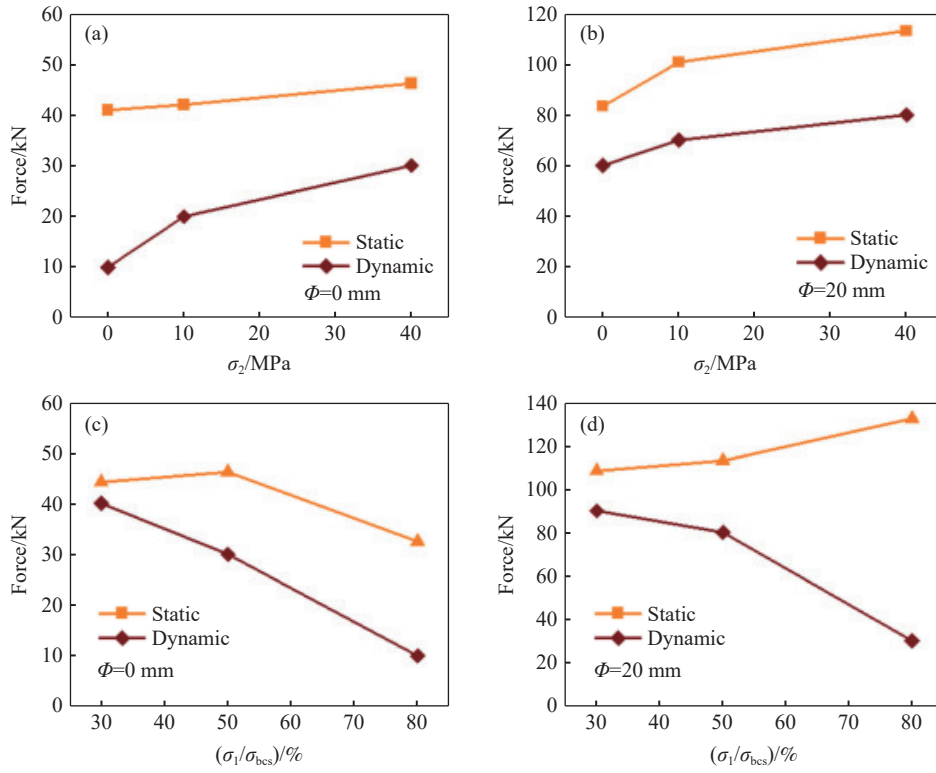 (a)
60
50
40
30
20
10
0
Force/kN
Static
Dynamic
Φ=0 mm
0 10 20 30 40
σ₂/MPa
(b)
120
100
80
60
40
20
0
Force/kN
Static
Dynamic
Φ=20 mm
0 10 20 30 40
σ₂/MPa
(c)
60
50
40
30
20
10
0
Force/kN
Static
Dynamic
Φ=0 mm
30 40 50 60 70 80
(σ₁/σbcs)/%
(d)
140
120
100
80
60
40
20
0
Force/kN
Static
Dynamic
Φ=20 mm
30 40 50 60 70 80
(σ₁/σbcs)/%